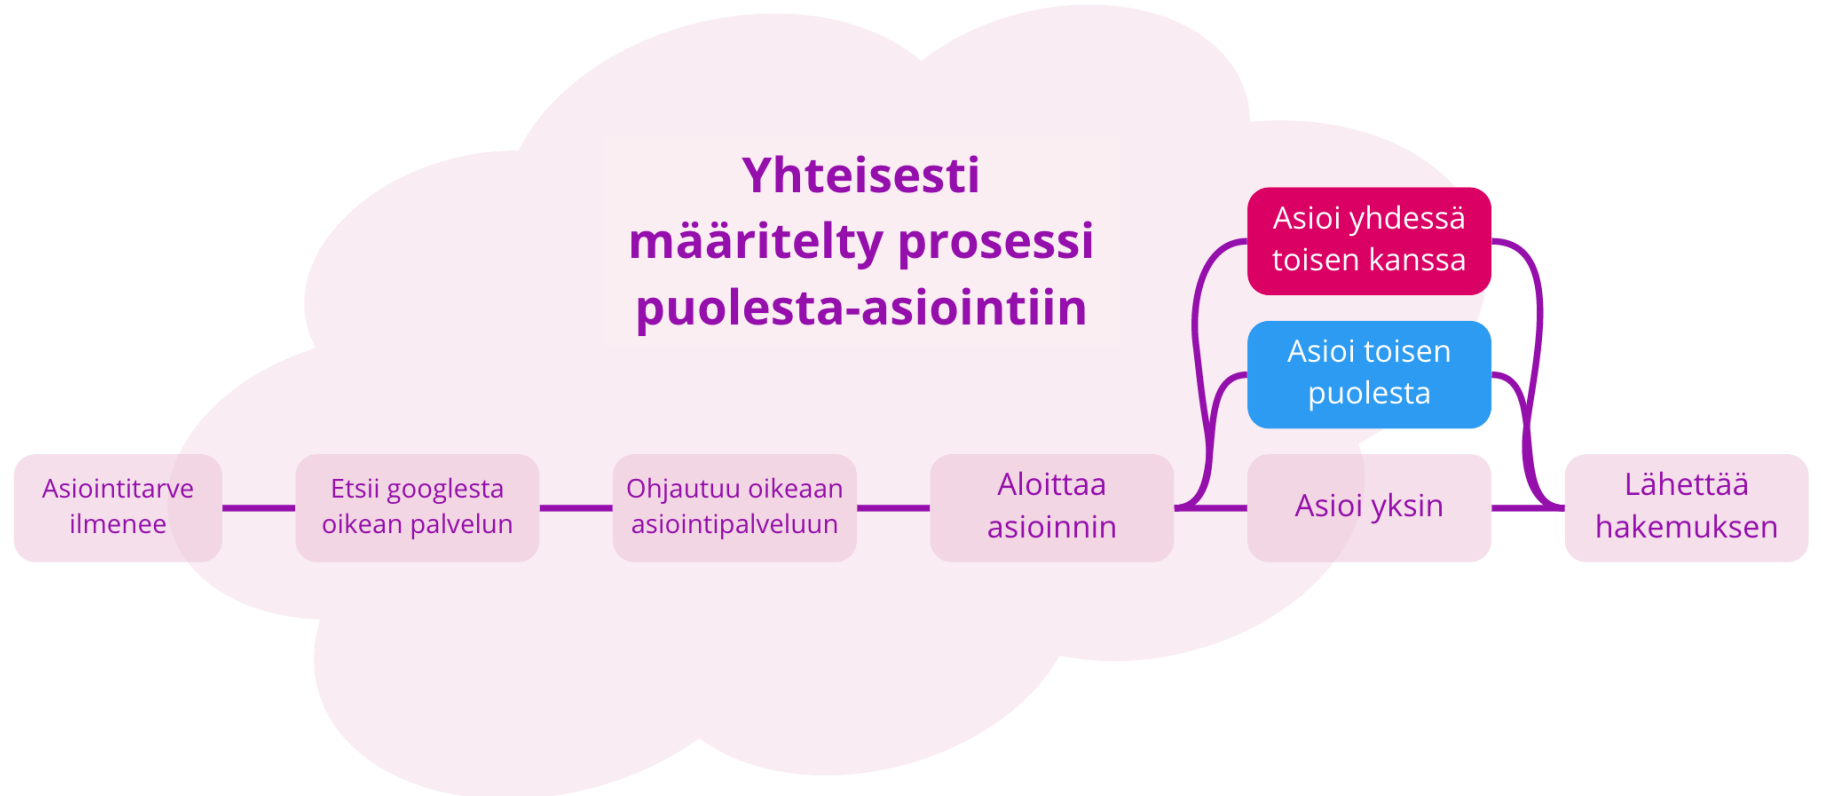 Yhteisesti
määritelty prosessi
puolesta-asiointiin
Asioi yhdessä
toisen kanssa
Asioi toisen
puolesta
Asiointitarve
ilmenee
Etsii googlesta
oikean palvelun
Ohjautuu oikeaan
asiointipalveluun
Aloittaa
asioinnin
Asioi yksin
Lähettää
hakemuksen